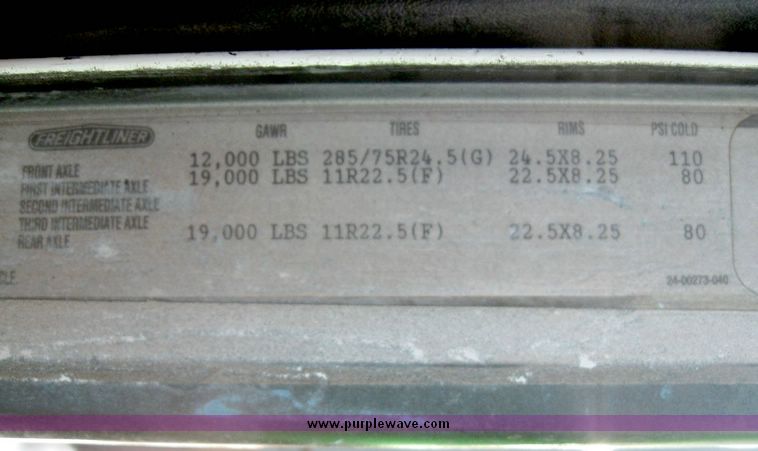 FREIGHTLINER GAWR TIRES RIMS PSI COLD
FRONT AXLE 12,000 LBS 285/75R24.5(G) 24.5X8.25 110
FIRST INTERMEDIATE AXLE 19,000 LBS 11R22.5(F) 22.5X8.25 80
SECOND INTERMEDIATE AXLE
THIRD INTERMEDIATE AXLE
REAR AXLE 19,000 LBS 11R22.5(F) 22.5X8.25 80
CLE. 24-00273-040
www.purplewave.com